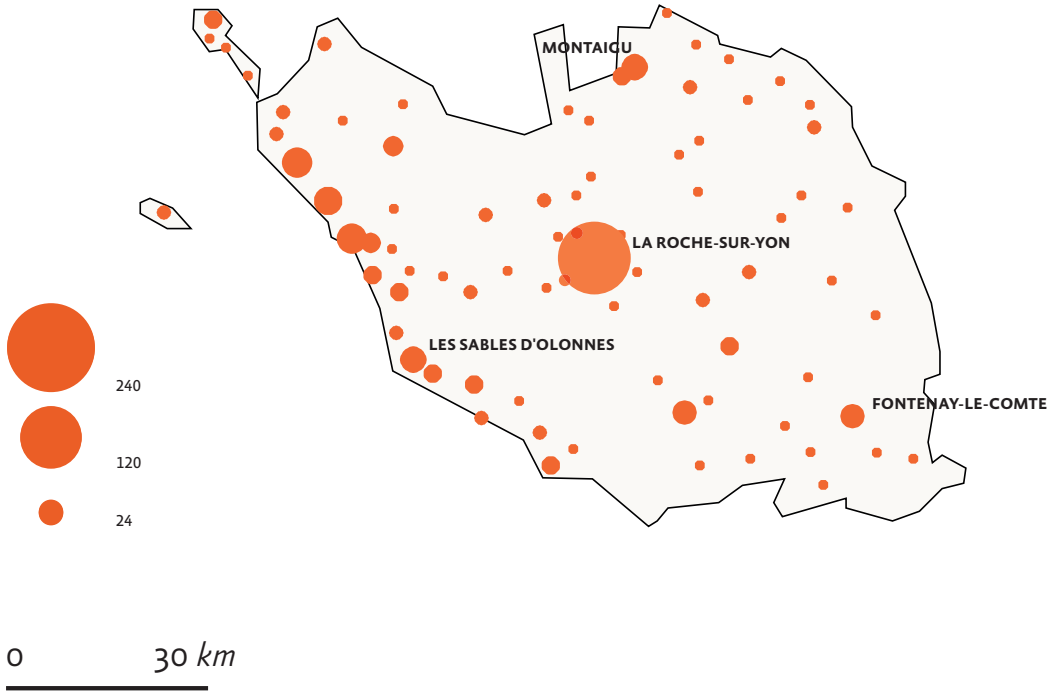 MONTAIGU
LA ROCHE-SUR-YON
LES SABLES D'OLONNES
240
FONTENAY-LE-COMTE
120
24
0 30 km